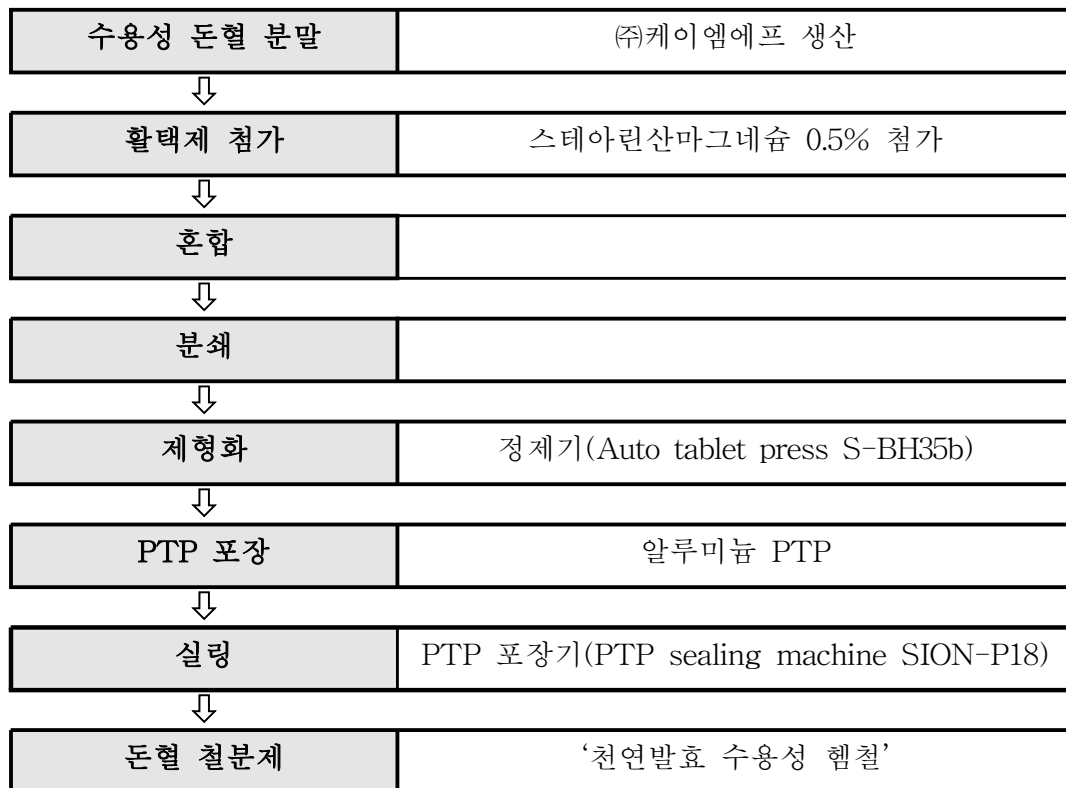 수용성 돈혈 분말 ㈜케이엠에프 생산
⇩
활택제 첨가 스테아린산마그네슘 0.5% 첨가
⇩
혼합
⇩
분쇄
⇩
제형화 정제기(Auto tablet press S-BH35b)
⇩
PTP 포장 알루미늄 PTP
⇩
실링 PTP 포장기(PTP sealing machine SION-P18)
⇩
돈혈 철분제 ‘천연발효 수용성 헴철’